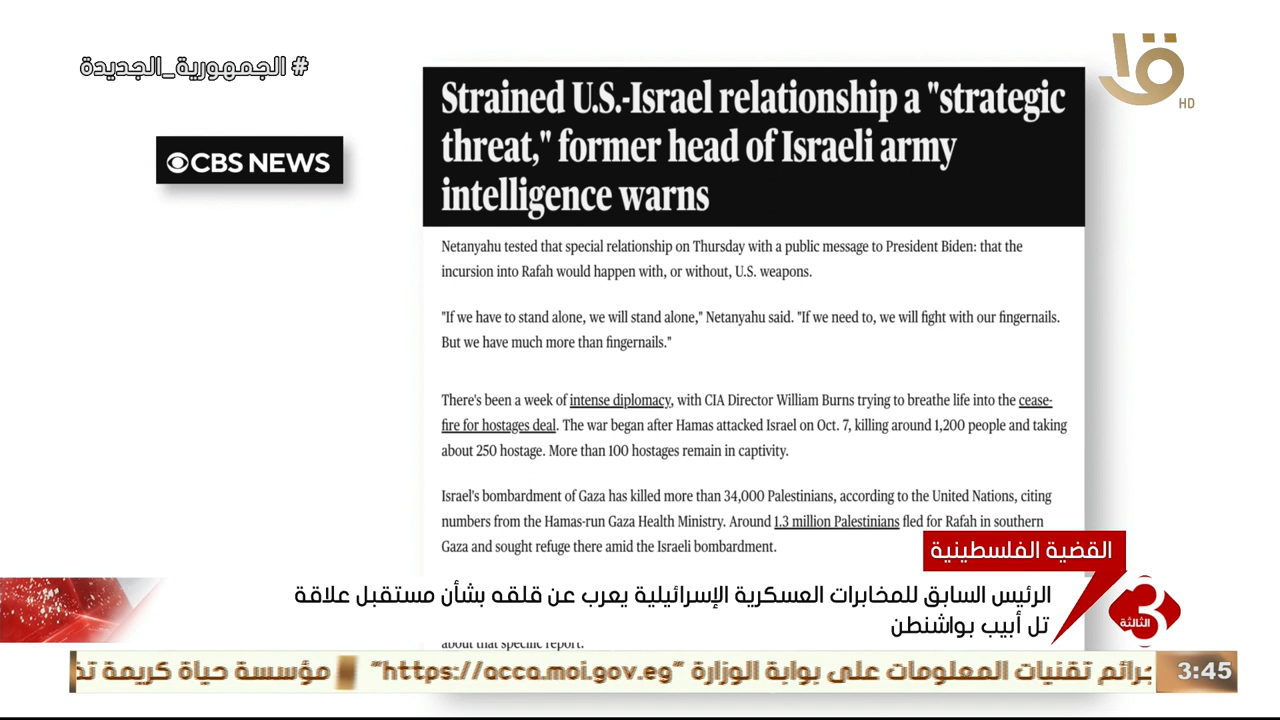 # الجمهورية_الجديدة
HD
CBS NEWS
Strained U.S.-Israel relationship a "strategic
threat," former head of Israeli army
intelligence warns
Netanyahu tested that special relationship on Thursday with a public message to President Biden: that the
incursion into Rafah would happen with, or without, U.S. weapons.
"If we have to stand alone, we will stand alone," Netanyahu said. "If we need to, we will fight with our fingernails.
But we have much more than fingernails."
There's been a week of intense diplomacy, with CIA Director William Burns trying to breathe life into the cease-
fire for hostages deal. The war began after Hamas attacked Israel on Oct. 7, killing around 1,200 people and taking
about 250 hostage. More than 100 hostages remain in captivity.
Israel's bombardment of Gaza has killed more than 34,000 Palestinians, according to the United Nations, citing
numbers from the Hamas-run Gaza Health Ministry. Around 1.3 million Palestinians fled for Rafah in southern
Gaza and sought refuge there amid the Israeli bombardment.
القضية الفلسطينية
الرئيس السابق للمخابرات العسكرية الإسرائيلية يعرب عن قلقه بشأن مستقبل علاقة
تل أبيب بواشنطن
3 الثالثة
about that specific report.
جرائم تقنيات المعلومات على بوابة الوزارة "https://acca.moi.gov.eg" مؤسسة حياة كريمة
3:45